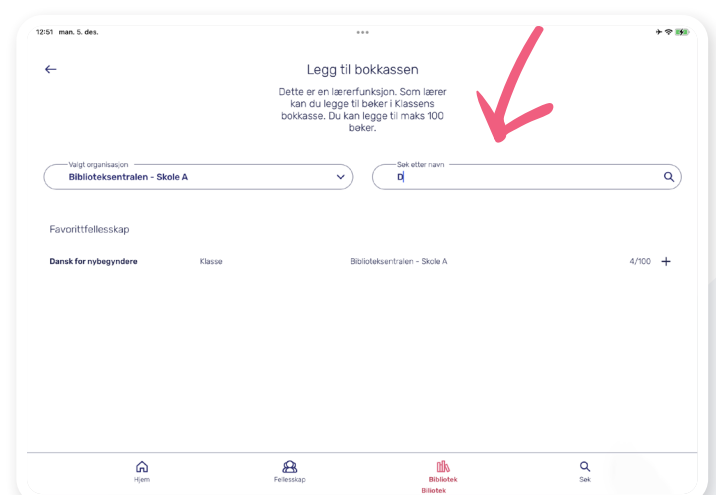 12:51 man. 5. des.
Legg til bokkassen
Dette er en lærerfunksjon. Som lærer
kan du legge til bøker i Klassens
bokkasse. Du kan legge til maks 100
bøker.
Valgt organisasjon
Biblioteksentralen - Skole A
Søk etter navn
D
Favorittfellesskap
Dansk for nybegyndere Klasse Biblioteksentralen - Skole A 4/100 +
Hjem Fellesskap Bibliotek Søk
Biliotek